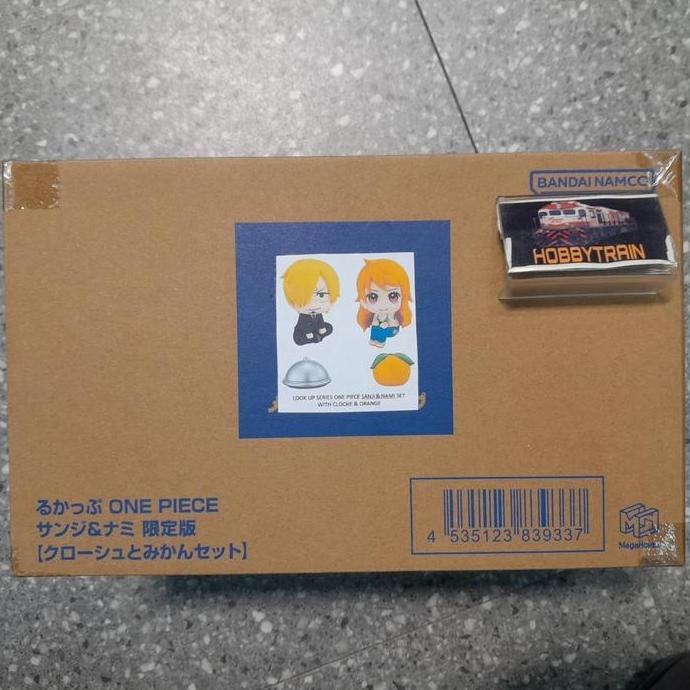 BANDAI NAMCO
HOBBYTRAIN
LOOK UP SERIES ONE PIECE SANJI & NAMI SET
WITH CLOCHE & ORANGE
るかっぷ ONE PIECE
サンジ&ナミ 限定版
【クローシュとみかんセット】
4 535123 839337
MegaHouse